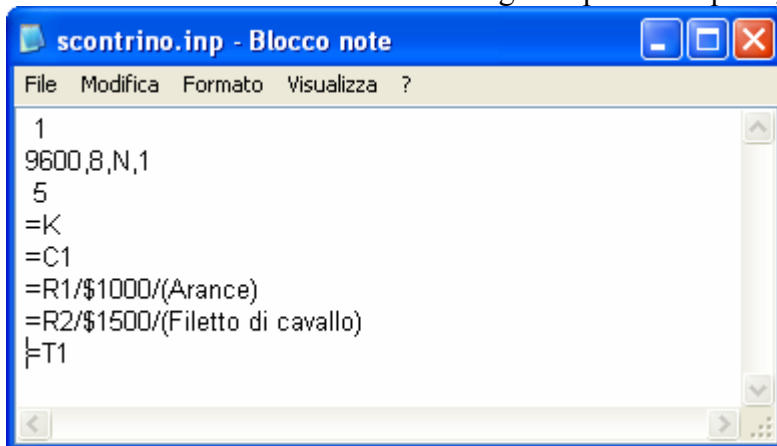 scontrino.inp - Blocco note
File Modifica Formato Visualizza ?
1
9600,8,N,1
5
=K
=C1
=R1/$1000/(Arance)
=R2/$1500/(Filetto di cavallo)
=T1